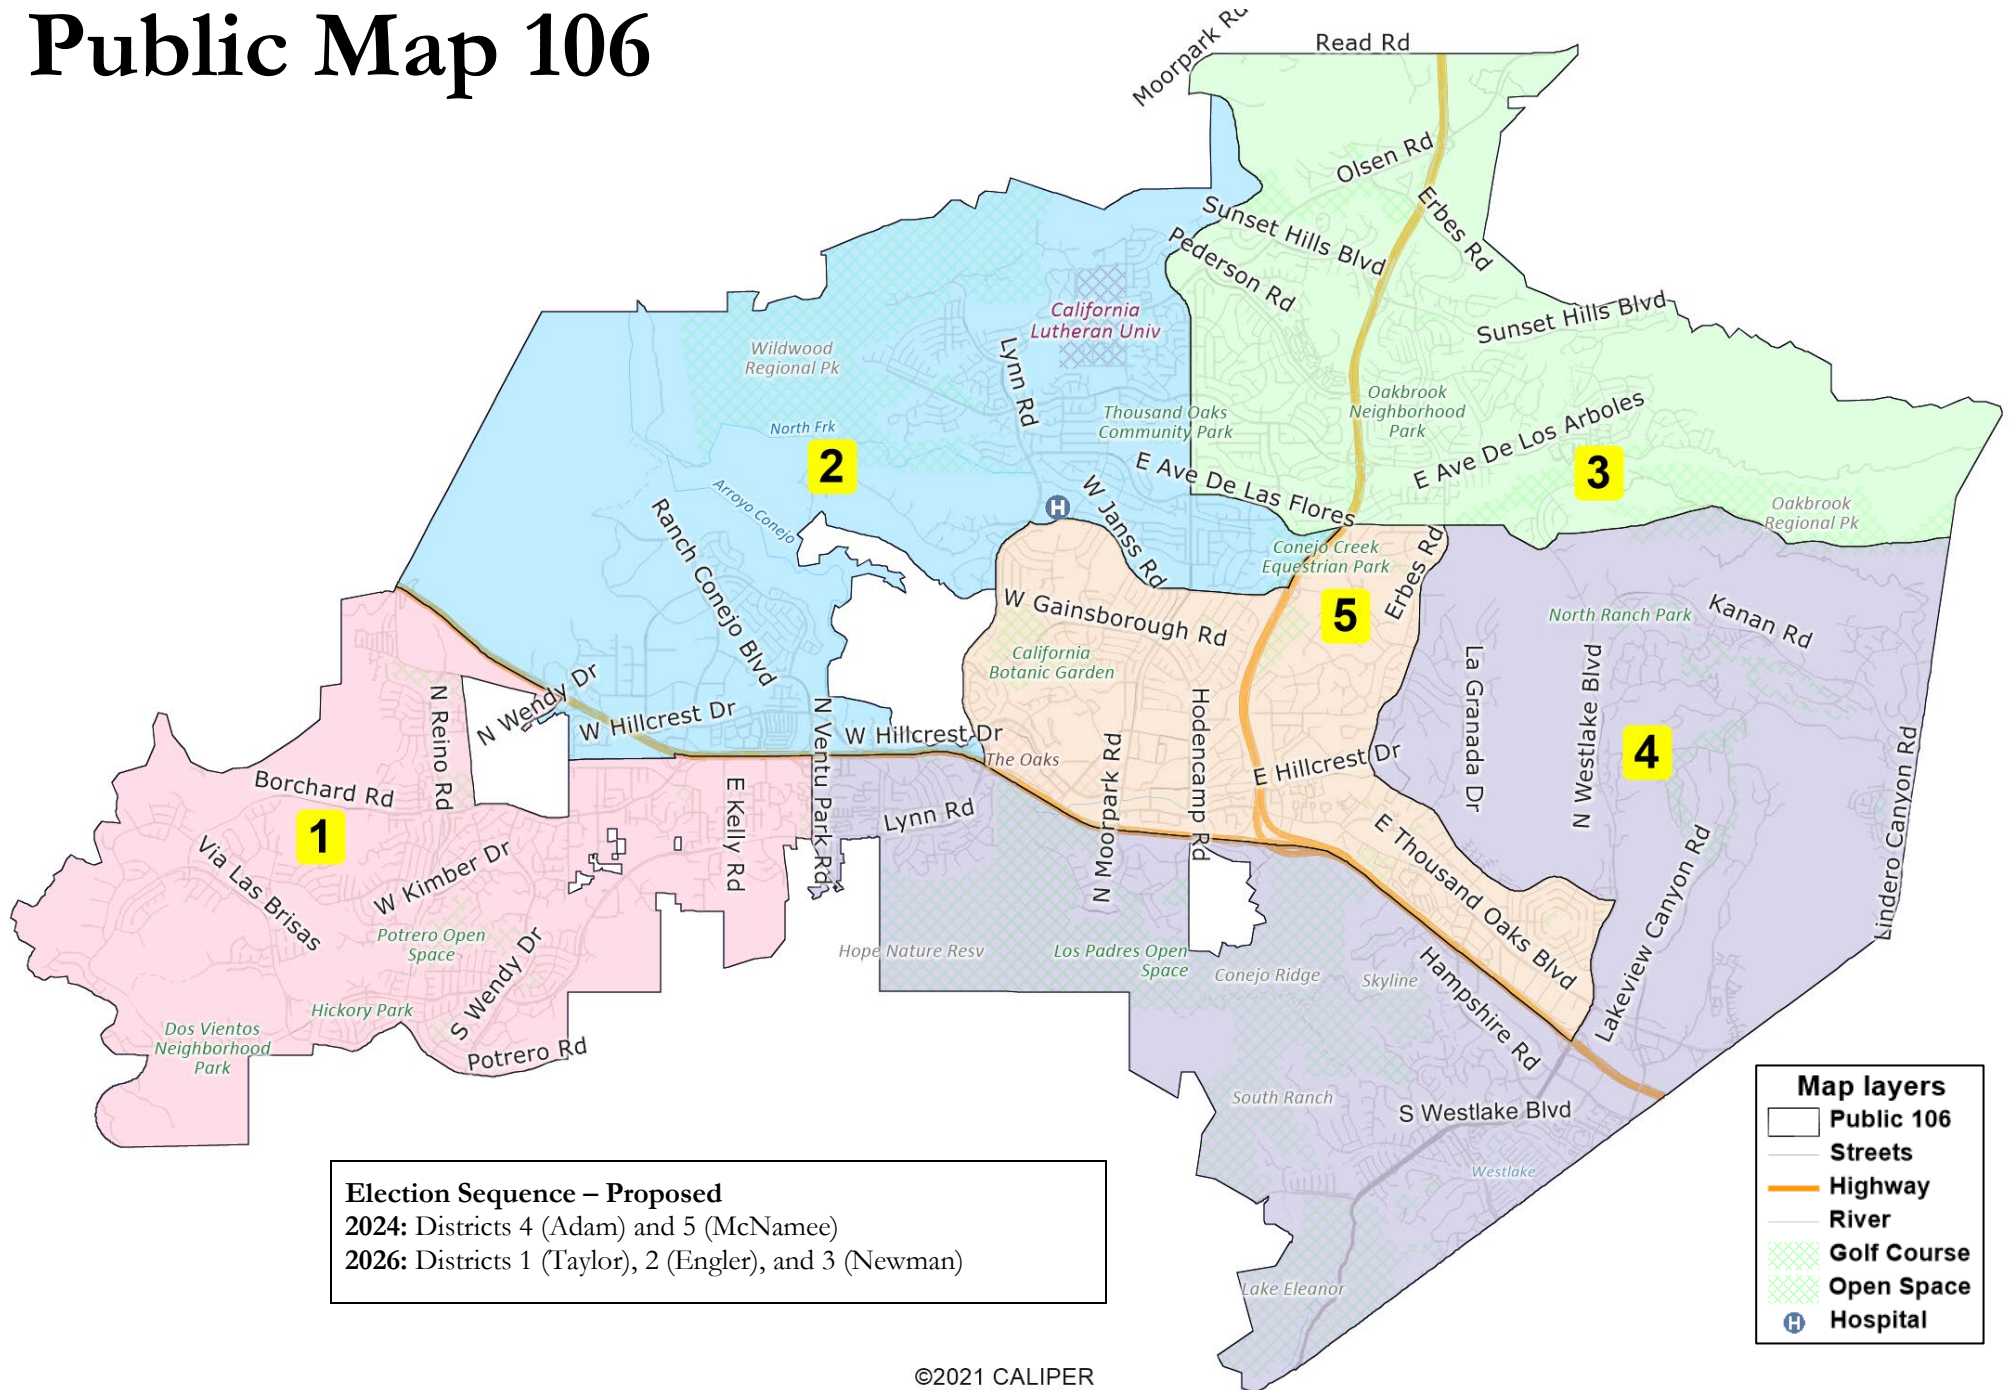 Public Map 106
Moorpark Rd
Read Rd
Olsen Rd
Erbes Rd
Sunset Hills Blvd
Pederson Rd
Sunset Hills Blvd
California
Lutheran Univ
Wildwood
Regional Pk
Lynn Rd
Oakbrook
Neighborhood
Park
Thousand Oaks
Community Park
E Ave De Los Arboles
North Frk
2
3
E Ave De Las Flores
Arroyo Conejo
H
W Janss Rd
Oakbrook
Regional Pk
Ranch Conejo Blvd
Conejo Creek
Equestrian Park
Erbes Rd
W Gainsborough Rd
5
North Ranch Park
Kanan Rd
California
Botanic Garden
La Granada Dr
N Westlake Blvd
N Wendy Dr
N Reino Rd
W Hillcrest Dr
N Ventu Park Rd
W Hillcrest Dr
Hodencamp Rd
The Oaks
N Moorpark Rd
E Hillcrest Dr
4
Lindero Canyon Rd
Borchard Rd
1
E Kelly Rd
Lynn Rd
E Thousand Oaks Blvd
Lakeview Canyon Rd
Via Las Brisas
W Kimber Dr
Potrero Open
Space
S Wendy Dr
Hope Nature Resv
Los Padres Open
Space
Conejo Ridge
Skyline
Hampshire Rd
Hickory Park
Dos Vientos
Neighborhood
Park
Potrero Rd
South Ranch
S Westlake Blvd
Westlake
Lake Eleanor
Election Sequence – Proposed
2024: Districts 4 (Adam) and 5 (McNamee)
2026: Districts 1 (Taylor), 2 (Engler), and 3 (Newman)
Map layers
Public 106
Streets
Highway
River
Golf Course
Open Space
H Hospital
©2021 CALIPER